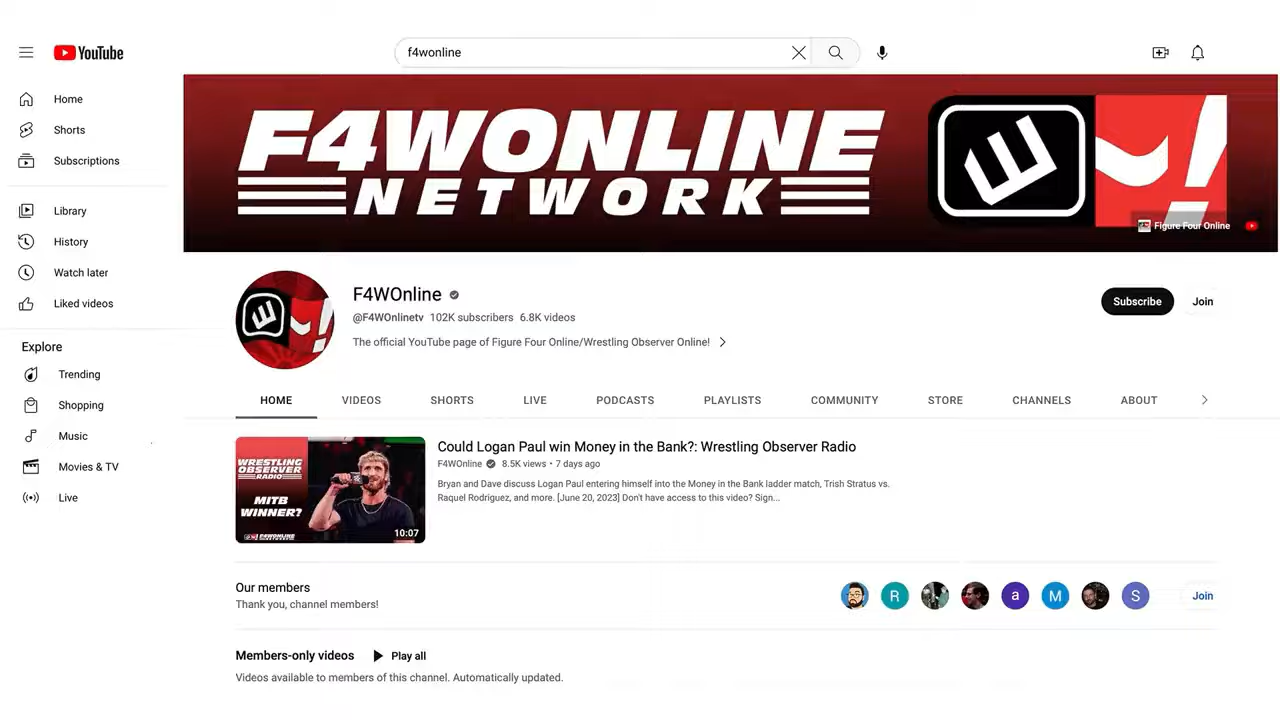 YouTube
f4wonline
Home
Shorts
Subscriptions
Library
History
Watch later
Liked videos
Explore
Trending
Shopping
Music
Movies & TV
Live
F4WONLINE
NETWORK
Figure Four Online
F4WOnline
@F4WOnlinetv 102K subscribers 6.8K videos
The official YouTube page of Figure Four Online/Wrestling Observer Online!
Subscribe
Join
HOME
VIDEOS
SHORTS
LIVE
PODCASTS
PLAYLISTS
COMMUNITY
STORE
CHANNELS
ABOUT
WRESTLING
OBSERVER
RADIO
MITB
WINNER?
F4WONLINE
NETWORK
10:07
Could Logan Paul win Money in the Bank?: Wrestling Observer Radio
F4WOnline 8.5K views • 7 days ago
Bryan and Dave discuss Logan Paul entering himself into the Money in the Bank ladder match, Trish Stratus vs.
Raquel Rodriguez, and more. [June 20, 2023] Don't have access to this video? Sign...
Our members
Thank you, channel members!
R
a
M
S
Join
Members-only videos
Play all
Videos available to members of this channel. Automatically updated.